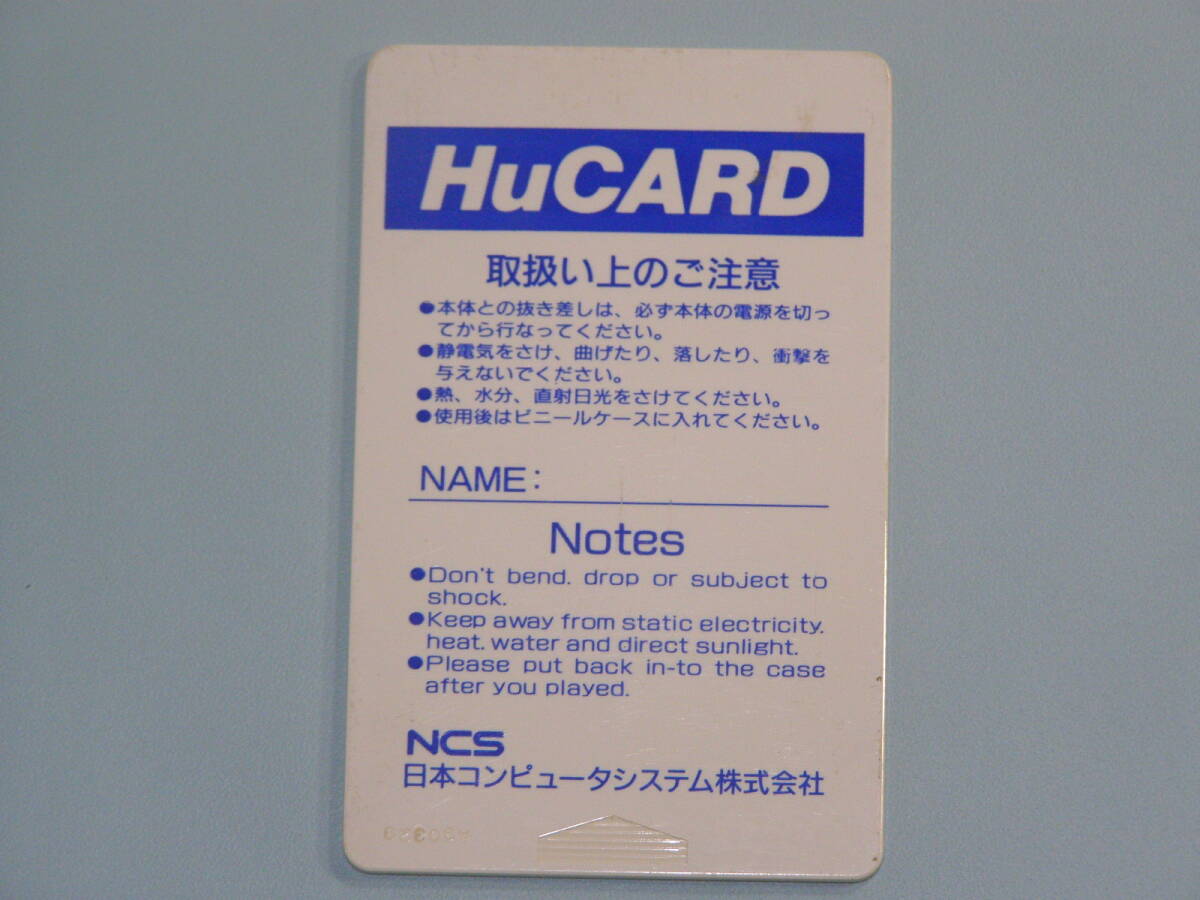 HuCARD
取扱い上のご注意
●本体との抜き差しは、必ず本体の電源を切っ
てから行なってください。
●静電気をさけ、曲げたり、落したり、衝撃を
与えないでください。
●熱、水分、直射日光をさけてください。
●使用後はビニールケースに入れてください。
NAME:
Notes
●Don't bend. drop or subject to
shock.
●Keep away from static electricity.
heat. water and direct sunlight.
●Please put back in-to the case
after you played.
NCS
日本コンピュータシステム株式会社